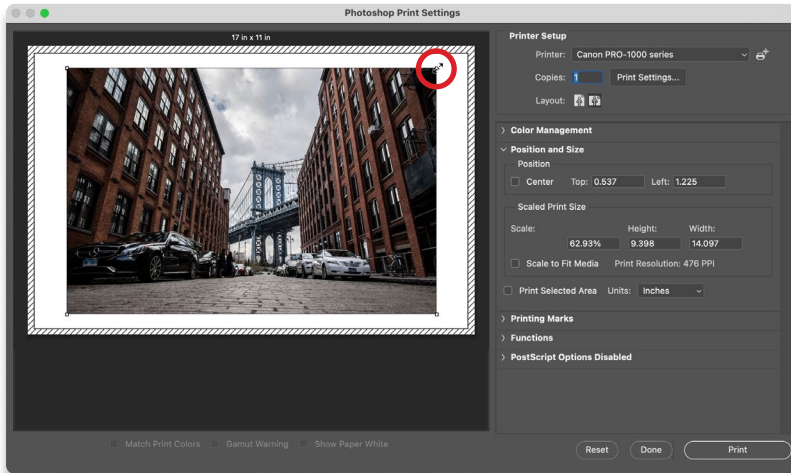 Photoshop Print Settings
17 in x 11 in
Printer Setup
Printer: Canon PRO-1000 series
Copies: 1 Print Settings...
Layout:
Color Management
Position and Size
Position
Center Top: 0.537 Left: 1.225
Scaled Print Size
Scale: Height: Width:
62.93% 9.398 14.097
Scale to Fit Media Print Resolution: 476 PPI
Print Selected Area Units: Inches
Printing Marks
Functions
PostScript Options Disabled
Match Print Colors Gamut Warning Show Paper White
Reset Done Print